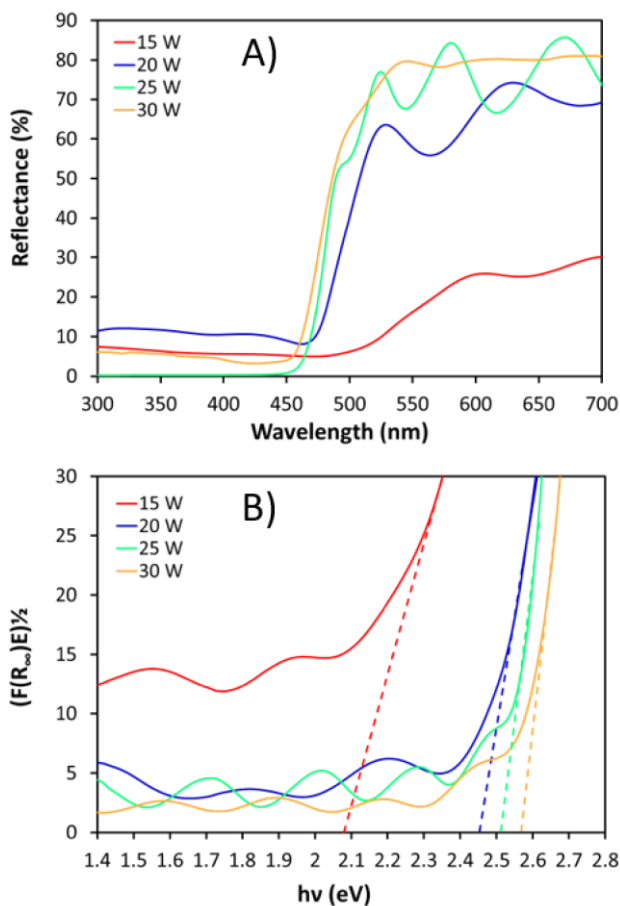 A)
15 W
20 W
25 W
30 W
Reflectance (%)
90
80
70
60
50
40
30
20
10
0
300 350 400 450 500 550 600 650 700
Wavelength (nm)
B)
15 W
20 W
25 W
30 W
(F(R∞)E)½
30
25
20
15
10
5
0
1.4 1.5 1.6 1.7 1.8 1.9 2 2.1 2.2 2.3 2.4 2.5 2.6 2.7 2.8
hν (eV)